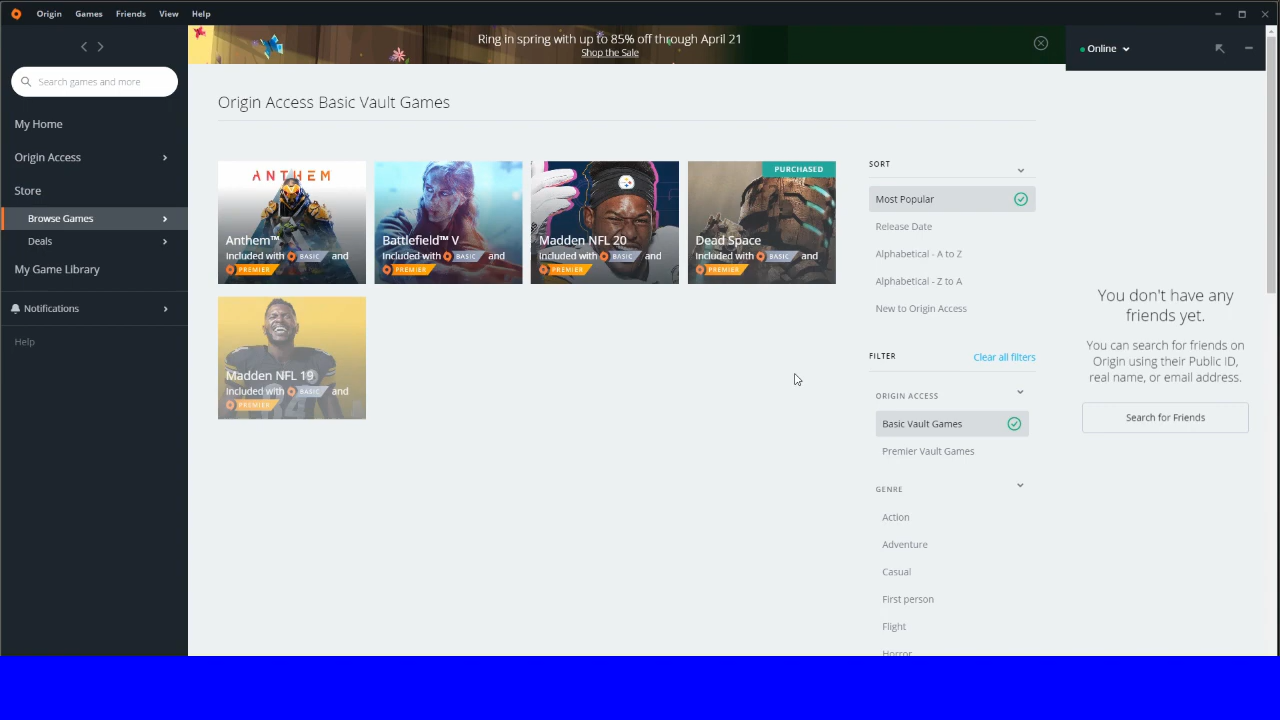 Origin Games Friends View Help
Search games and more
My Home
Origin Access
Store
Browse Games
Deals
My Game Library
Notifications
Help
Ring in spring with up to 85% off through April 21
Shop the Sale
Origin Access Basic Vault Games
ANTHEM
Anthem™
Included with BASIC and
PREMIER
Battlefield™ V
Included with BASIC and
PREMIER
Madden NFL 20
Included with BASIC and
PREMIER
PURCHASED
Dead Space
Included with BASIC and
PREMIER
Madden NFL 19
Included with BASIC and
PREMIER
SORT
Most Popular
Release Date
Alphabetical - A to Z
Alphabetical - Z to A
New to Origin Access
FILTER Clear all filters
ORIGIN ACCESS
Basic Vault Games
Premier Vault Games
GENRE
Action
Adventure
Casual
First person
Flight
Horror
Online
You don't have any
friends yet.
You can search for friends on
Origin using their Public ID,
real name, or email address.
Search for Friends